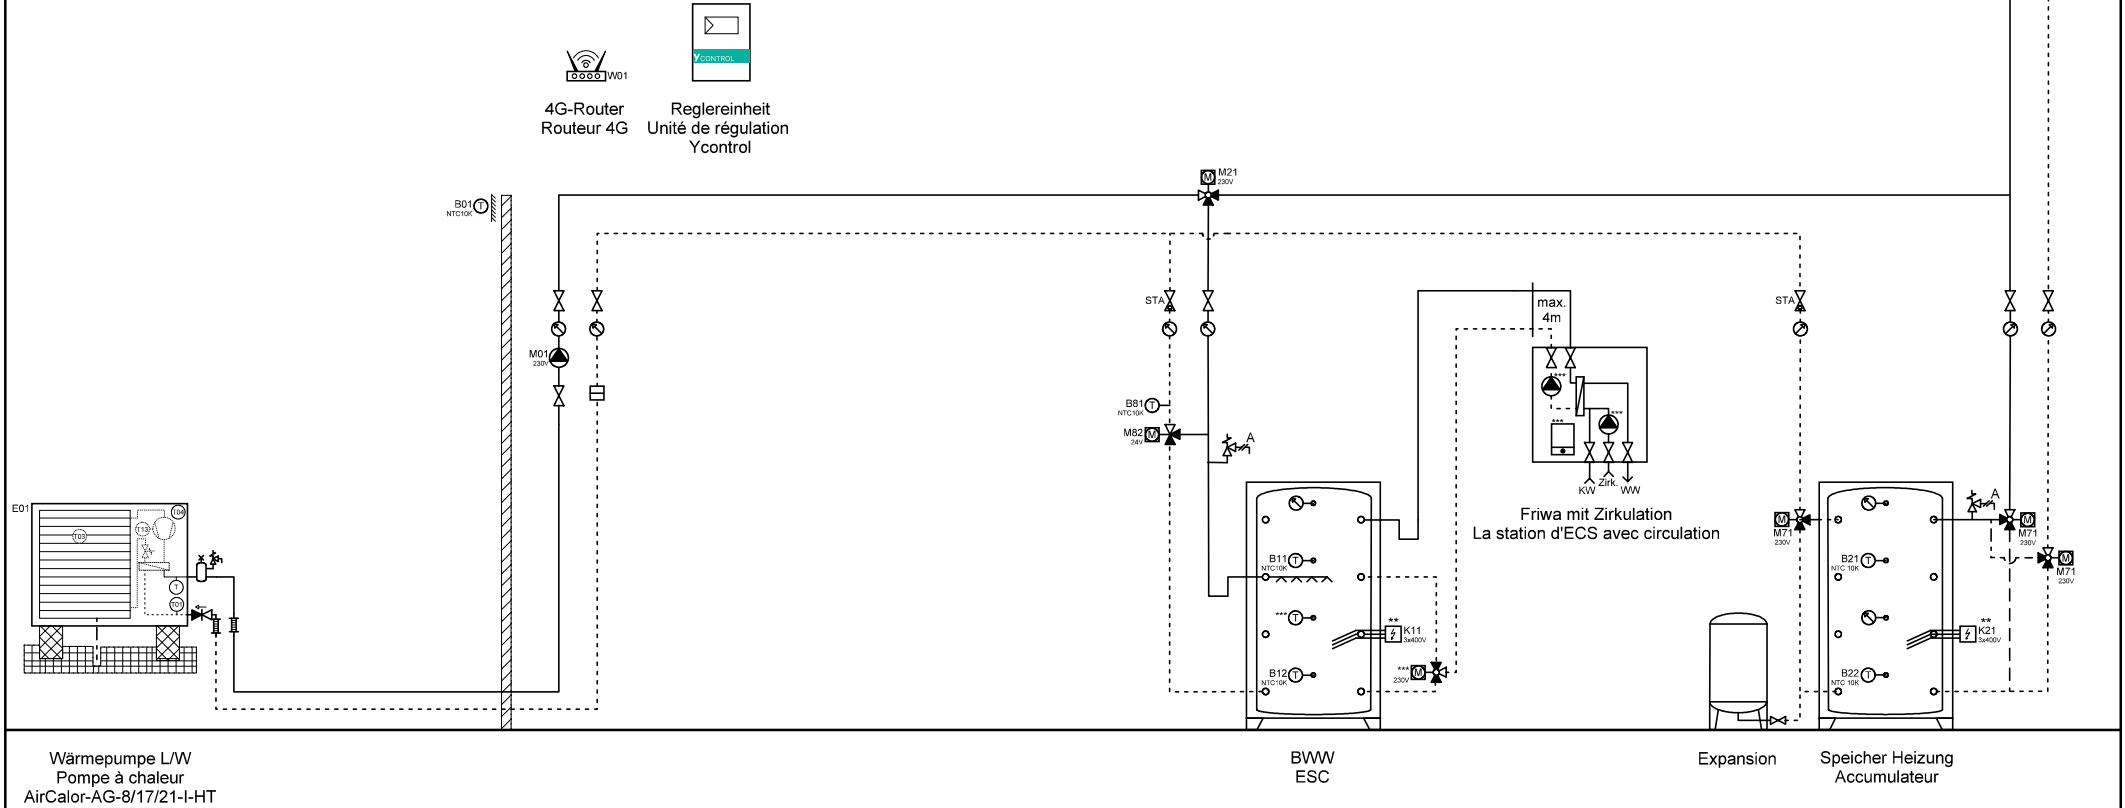 YCONTROL
W01
4G-Router
Routeur 4G
Reglereinheit
Unité de régulation
Ycontrol
M
M21
230V
B01
NTC10K
T
STA
max.
4m
STA
M01
230V
***
***
***
B81
NTC10K
T
M82
24V
M
A
KW
Zirk.
WW
Friwa mit Zirkulation
La station d'ECS avec circulation
E01
T04
T13
T03
T
T01
B11
NTC10K
T
***
T
**
K11
3x400V
B12
NTC10K
T
***
230V
M
M
M71
230V
A
M
M71
230V
M
M71
230V
B21
NTC 10K
T
**
K21
3x400V
B22
NTC 10K
T
Wärmepumpe L/W
Pompe à chaleur
AirCalor-AG-8/17/21-I-HT
BWW
ESC
Expansion
Speicher Heizung
Accumulateur